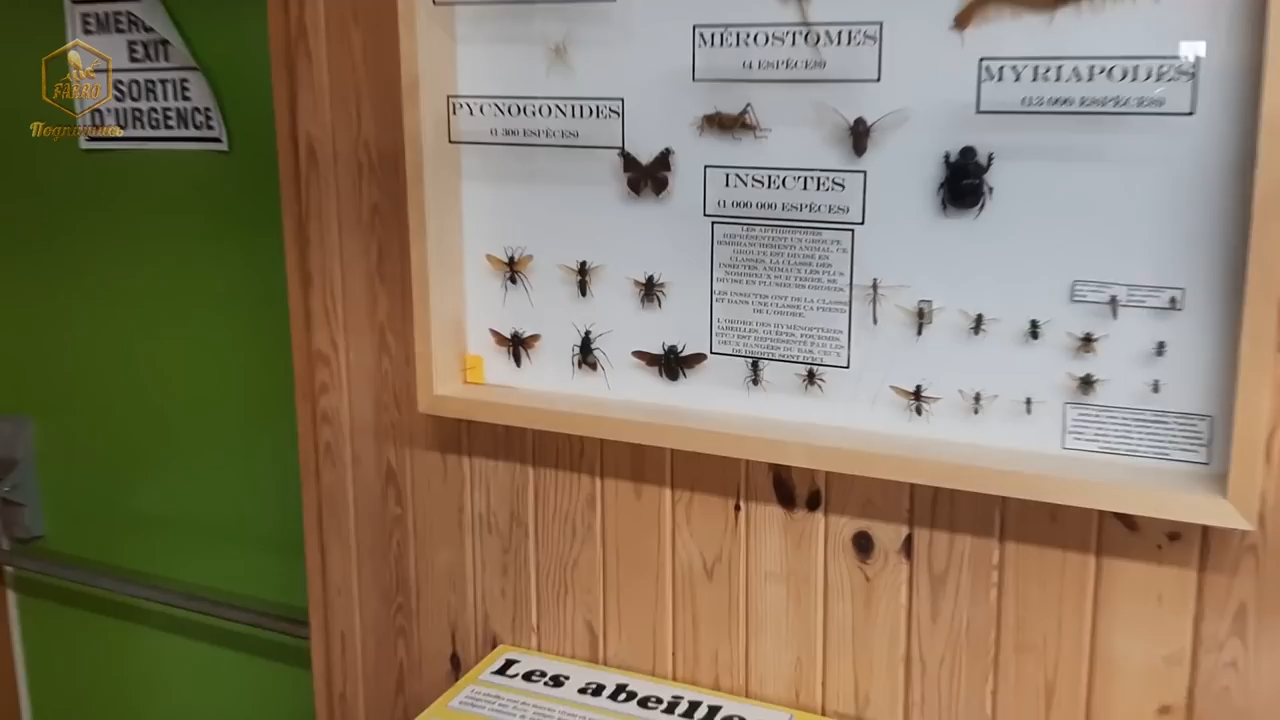 EMERG
EXIT
SORTIE
D'URGENCE
FABRO
Подпишись
MÉROSTOMES
(4 ESPÈCES)
MYRIAPODES
(13 000 ESPÈCES)
PYCNOGONIDES
(1 300 ESPÈCES)
INSECTES
(1 000 000 ESPÈCES)
LES ARTHROPODES
REPRÉSENTENT UN GROUPE
(EMBRANCHEMENT) ANIMAL, CE
GROUPE EST DIVISÉ EN
CLASSES. LA CLASSE DES
INSECTES, ANIMAUX LES PLUS
NOMBREUX SUR TERRE, SE
DIVISE EN PLUSIEURS ORDRES.
LES INSECTES ONT DE LA CLASSE
ET DANS UNE CLASSE ÇA PREND
DE L'ORDRE.
L'ORDRE DES HYMÉNOPTÈRES
(ABEILLES, GUÊPES, FOURMIS,
ETC.) EST REPRÉSENTÉ PAR LES
DEUX RANGÉES DU BAS, CEUX
DE DROITE SONT D'ICI.
Les abeille